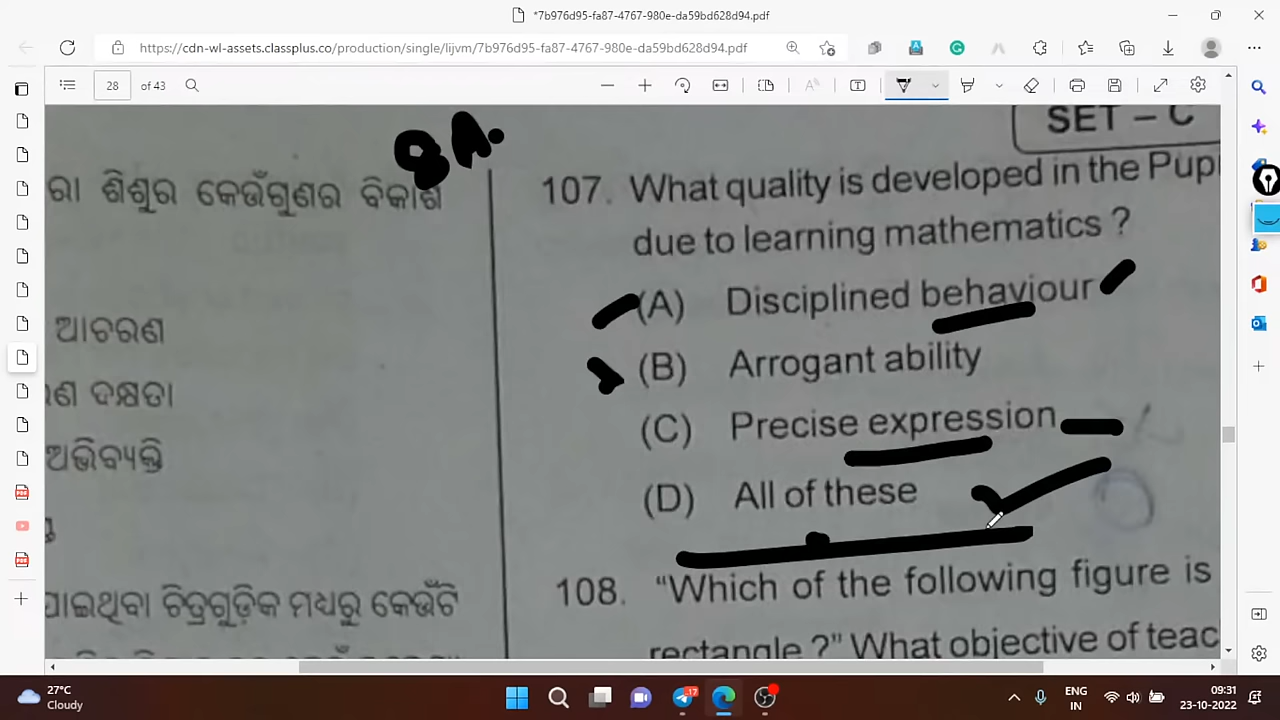 *7b976d95-fa87-4767-980e-da59bd628d94.pdf
https://cdn-wl-assets.classplus.co/production/single/lijvm/7b976d95-fa87-4767-980e-da59bd628d94.pdf
28 of 43
SET – C
ରା ଶିଶୁର କେଉଁଗୁଣର ବିକାଶ
ଆଚରଣ
ଦକ୍ଷତା
ଅଭିବ୍ୟକ୍ତି
ଚିତ୍ରଗୁଡ଼ିକ ମଧ୍ୟରୁ କେଉଁଟି
107. What quality is developed in the Pupi
due to learning mathematics ?
(A) Disciplined behaviour
(B) Arrogant ability
(C) Precise expression
(D) All of these
108. "Which of the following figure is
rectangle ?" What objective of teac
17
27°C
Cloudy
ENG
IN
09:31
23-10-2022